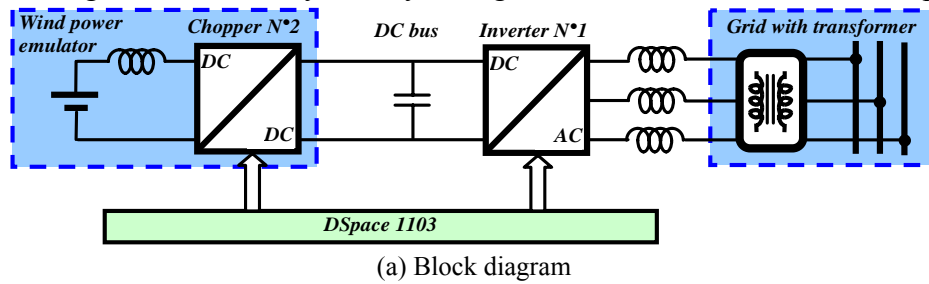 Wind power
emulator
Chopper N•2
DC bus
Inverter N•1
Grid with transformer
DC
DC
DC
AC
DSpace 1103
(a) Block diagram